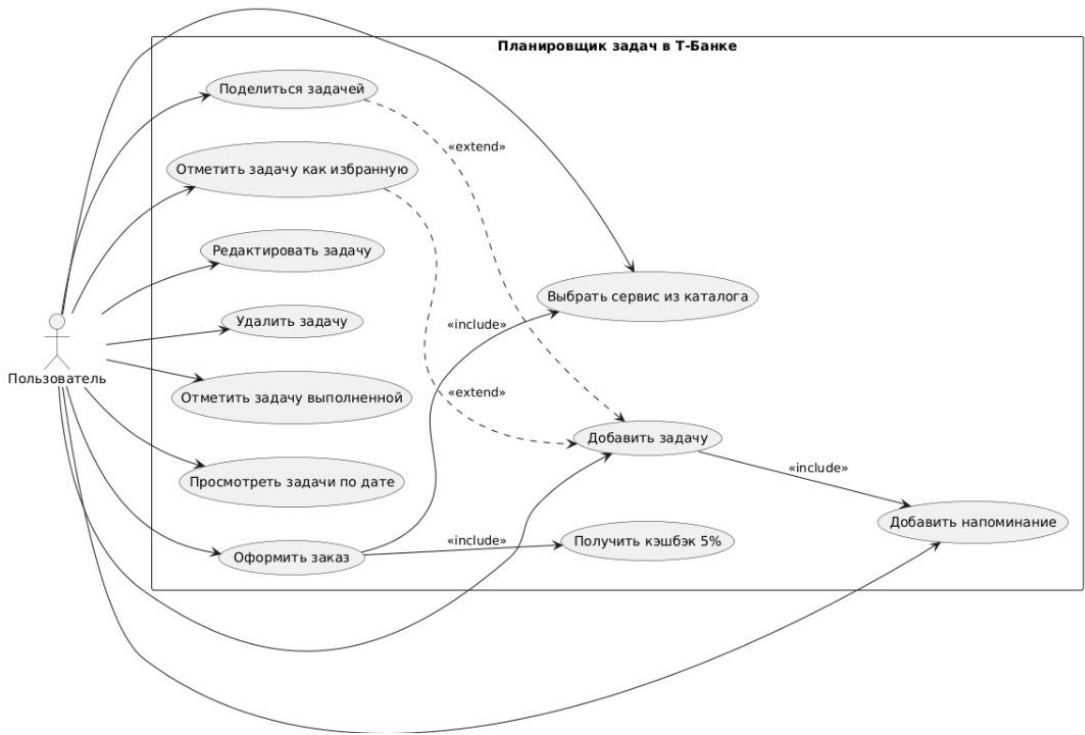 Планировщик задач в Т-Банке
Поделиться задачей
«extend»
Отметить задачу как избранную
Редактировать задачу
Выбрать сервис из каталога
Удалить задачу
«include»
Пользователь
Отметить задачу выполненной
«extend»
Добавить задачу
«include»
Просмотреть задачи по дате
Добавить напоминание
Оформить заказ
«include»
Получить кэшбэк 5%